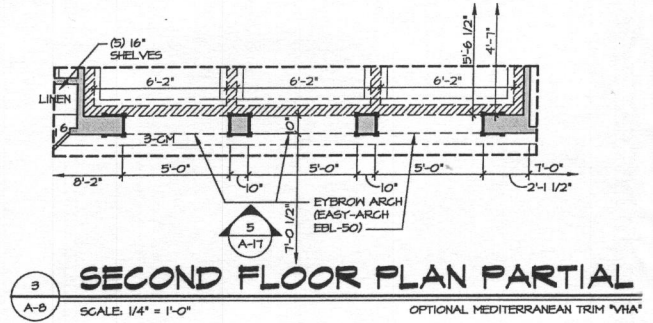 (5) 16"
SHELVES
5'-6 1/2"
4'-7"
6'-2"
6'-2"
6'-2"
LINEN
6
3-GM
5'-0"
5'-0"
5'-0"
7'-0"
8'-2"
10"
10"
2'-1 1/2"
7'-0 1/2"
EYBROW ARCH
(EASY-ARCH
EBL-50)
5
A-17
3
A-8
SECOND FLOOR PLAN PARTIAL
SCALE: 1/4" = 1'-0"
OPTIONAL MEDITERRANEAN TRIM "VHA"